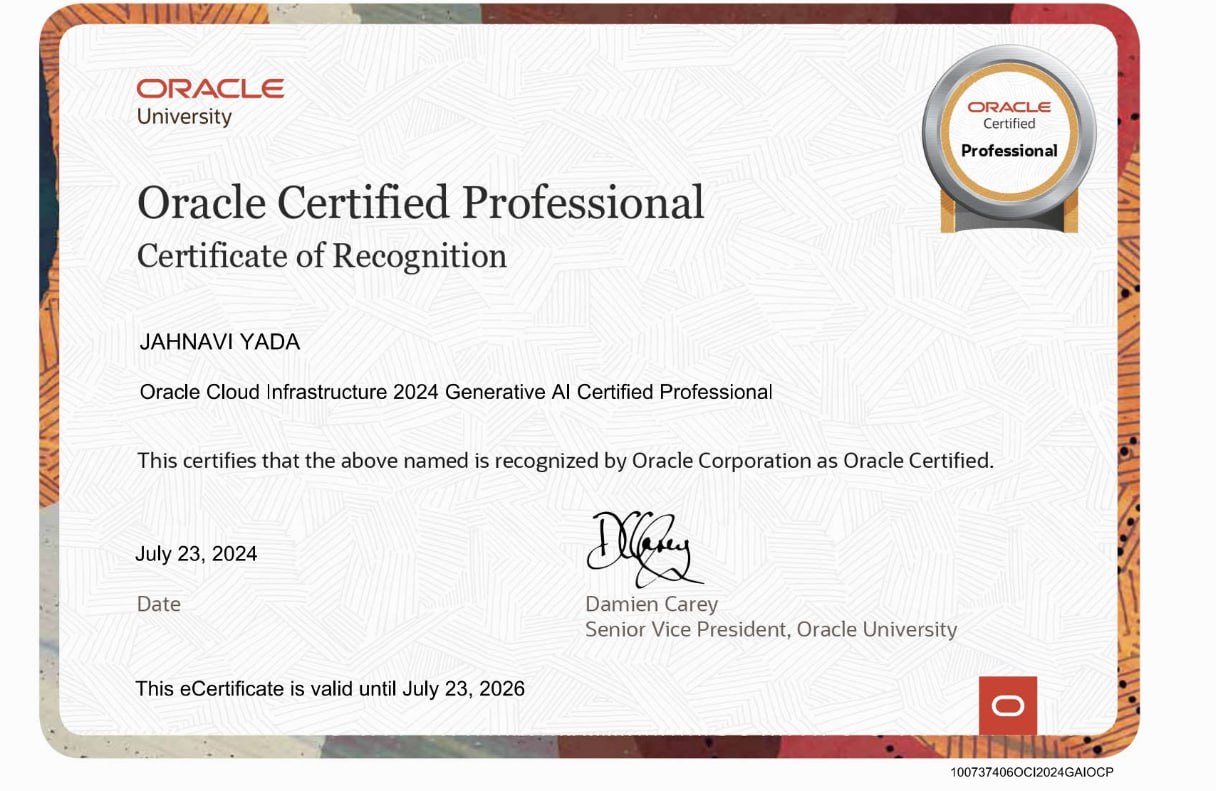 ORACLE
University
ORACLE
Certified
Professional
Oracle Certified Professional
Certificate of Recognition
JAHNAVI YADA
Oracle Cloud Infrastructure 2024 Generative AI Certified Professional
This certifies that the above named is recognized by Oracle Corporation as Oracle Certified.
DCCarey
July 23, 2024
Date
Damien Carey
Senior Vice President, Oracle University
This eCertificate is valid until July 23, 2026
100737406OCI2024GAIOCP